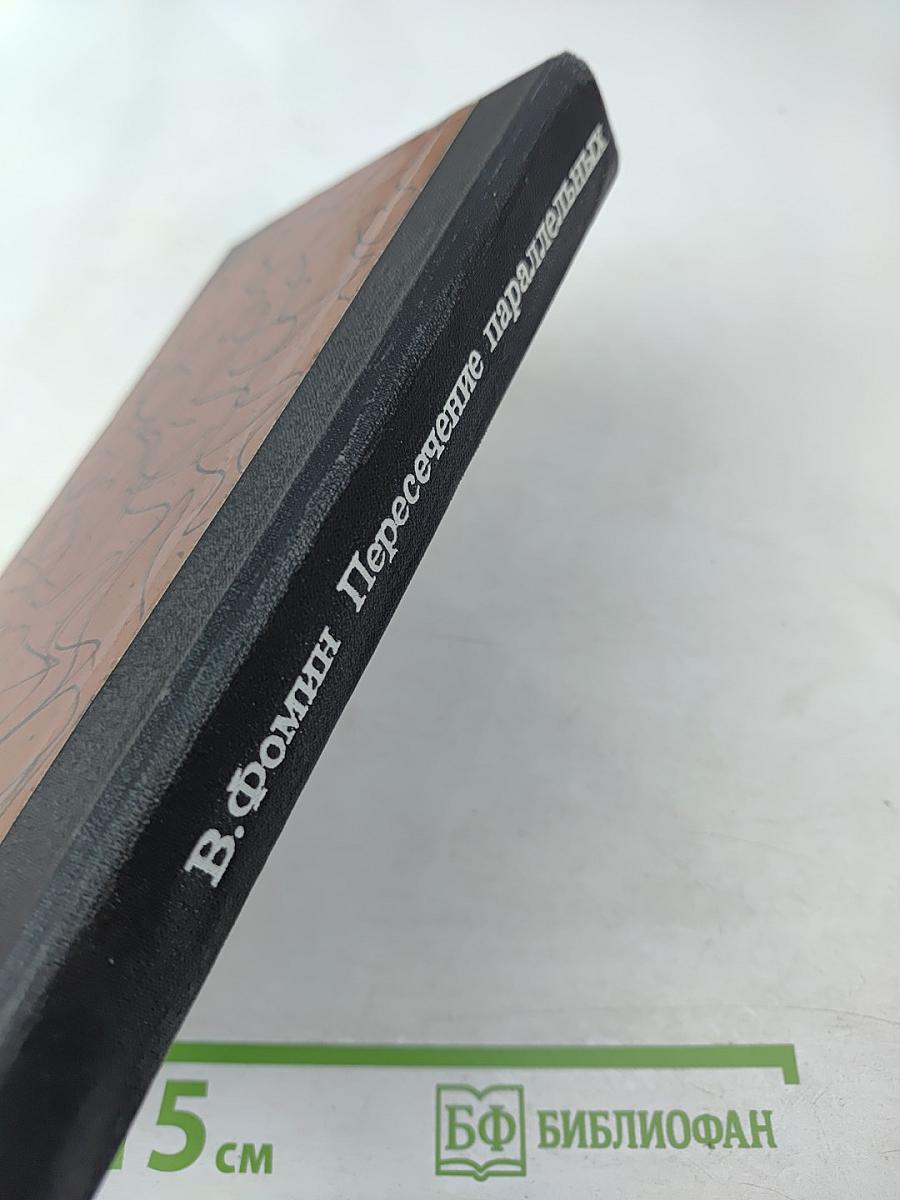 В. Фомин Пересечение параллельных
15 см
БФ БИБЛИОФАН